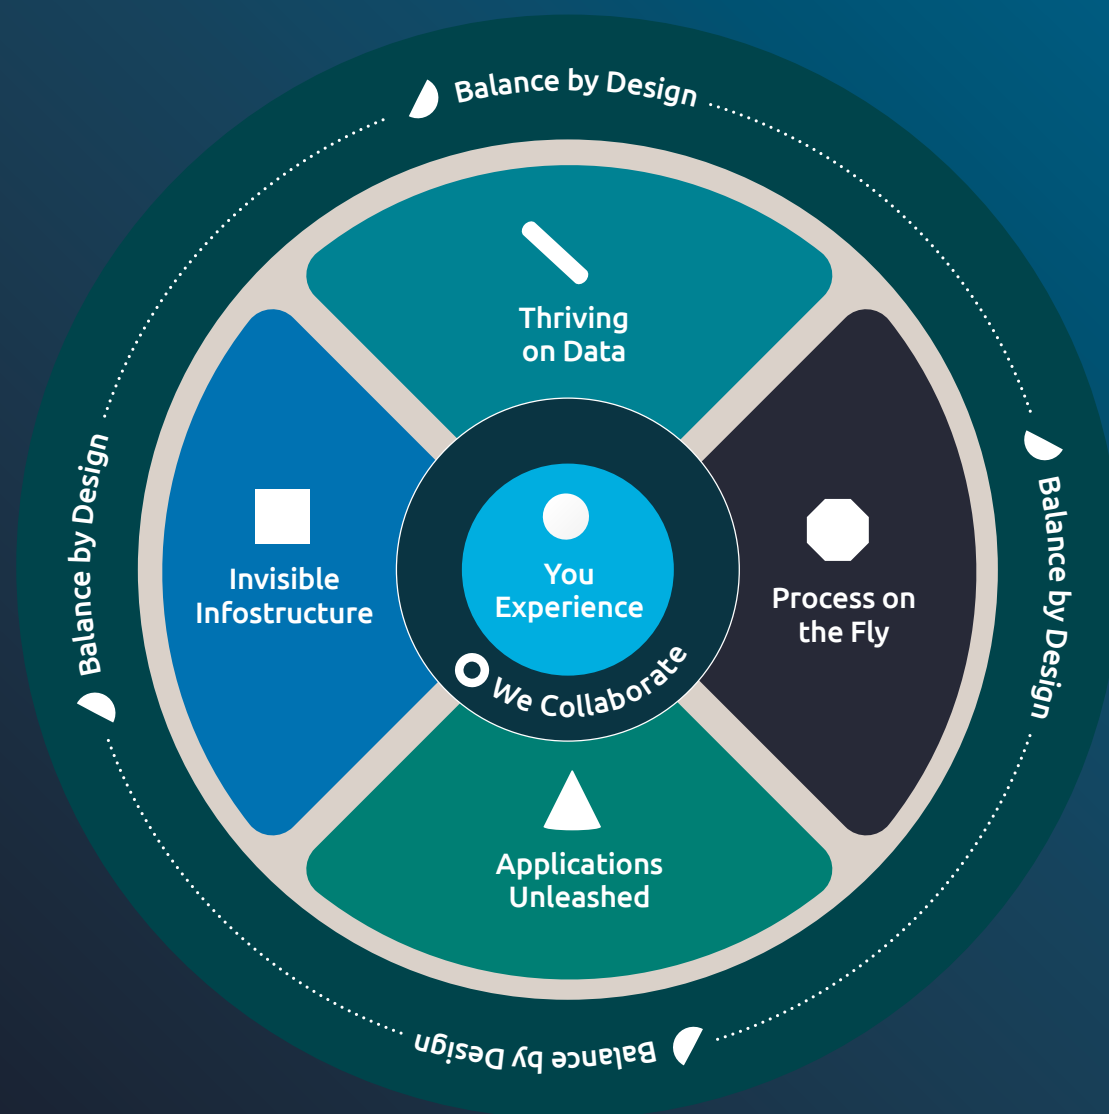 Balance by Design
Thriving
on Data
Balance by Design
Invisible
Infostructure
You
Experience
Process on
the Fly
Balance by Design
We Collaborate
Applications
Unleashed
Balance by Design